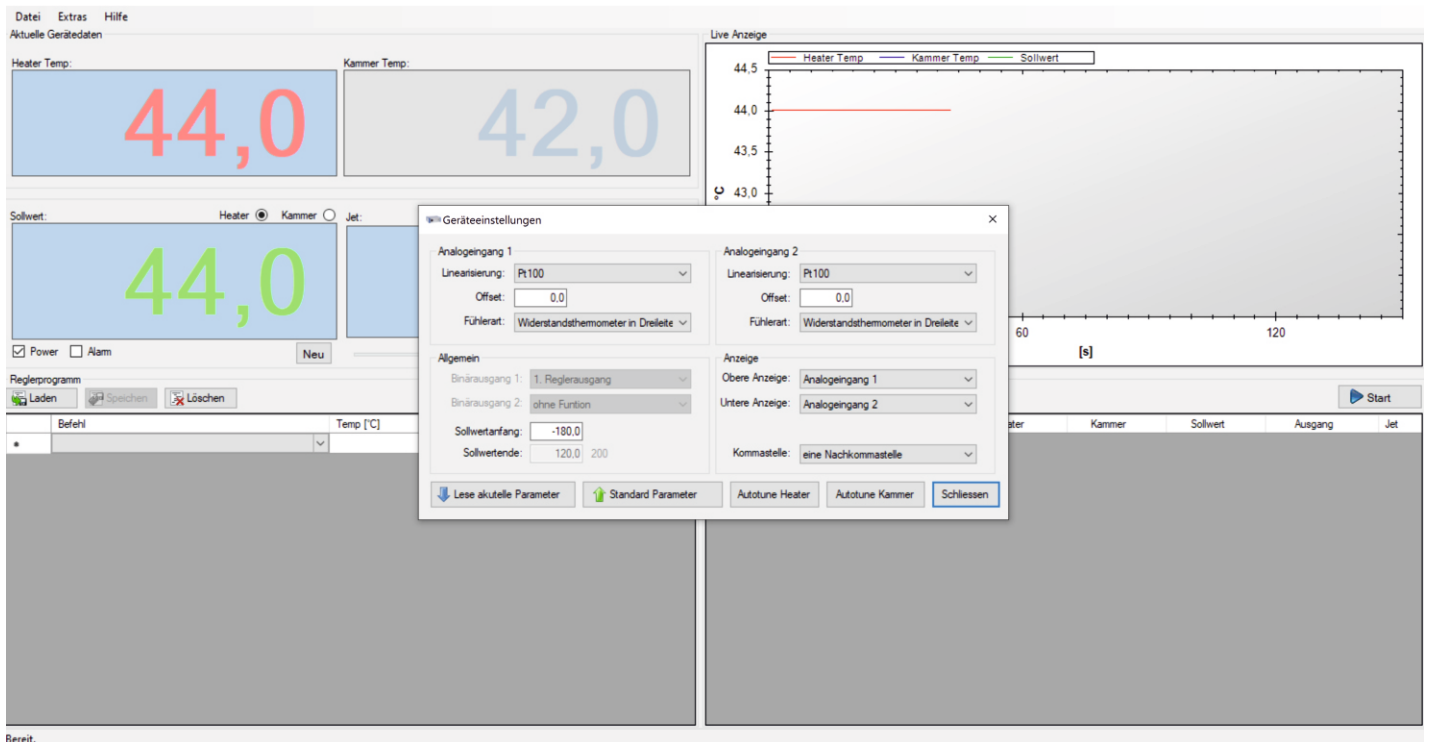 Datei Extras Hilfe
Aktuelle Gerätedaten
Heater Temp:
44,0
Kammer Temp:
42,0
Sollwert:
Heater Kammer
44,0
Jet:
Power Alarm Neu
Live Anzeige
Heater Temp Kammer Temp Sollwert
44,5
44,0
43,5
43,0
°C
60 120
[s]
Reglerprogramm
Laden Speichern Löschen
Befehl Temp [°C]
*
Start
Kammer Sollwert Ausgang Jet
Geräteeinstellungen
Analogeingang 1
Linearisierung: Pt100
Offset: 0,0
Fühlerart: Widerstandsthermometer in Dreileite
Analogeingang 2
Linearisierung: Pt100
Offset: 0,0
Fühlerart: Widerstandsthermometer in Dreileite
Allgemein
Binärausgang 1: 1. Reglerausgang
Binärausgang 2: ohne Funtion
Sollwertanfang: -180,0
Sollwertende: 120,0 200
Anzeige
Obere Anzeige: Analogeingang 1
Untere Anzeige: Analogeingang 2
Kommastelle: eine Nachkommastelle
Lese akutelle Parameter Standard Parameter Autotune Heater Autotune Kammer Schliessen
Bereit.